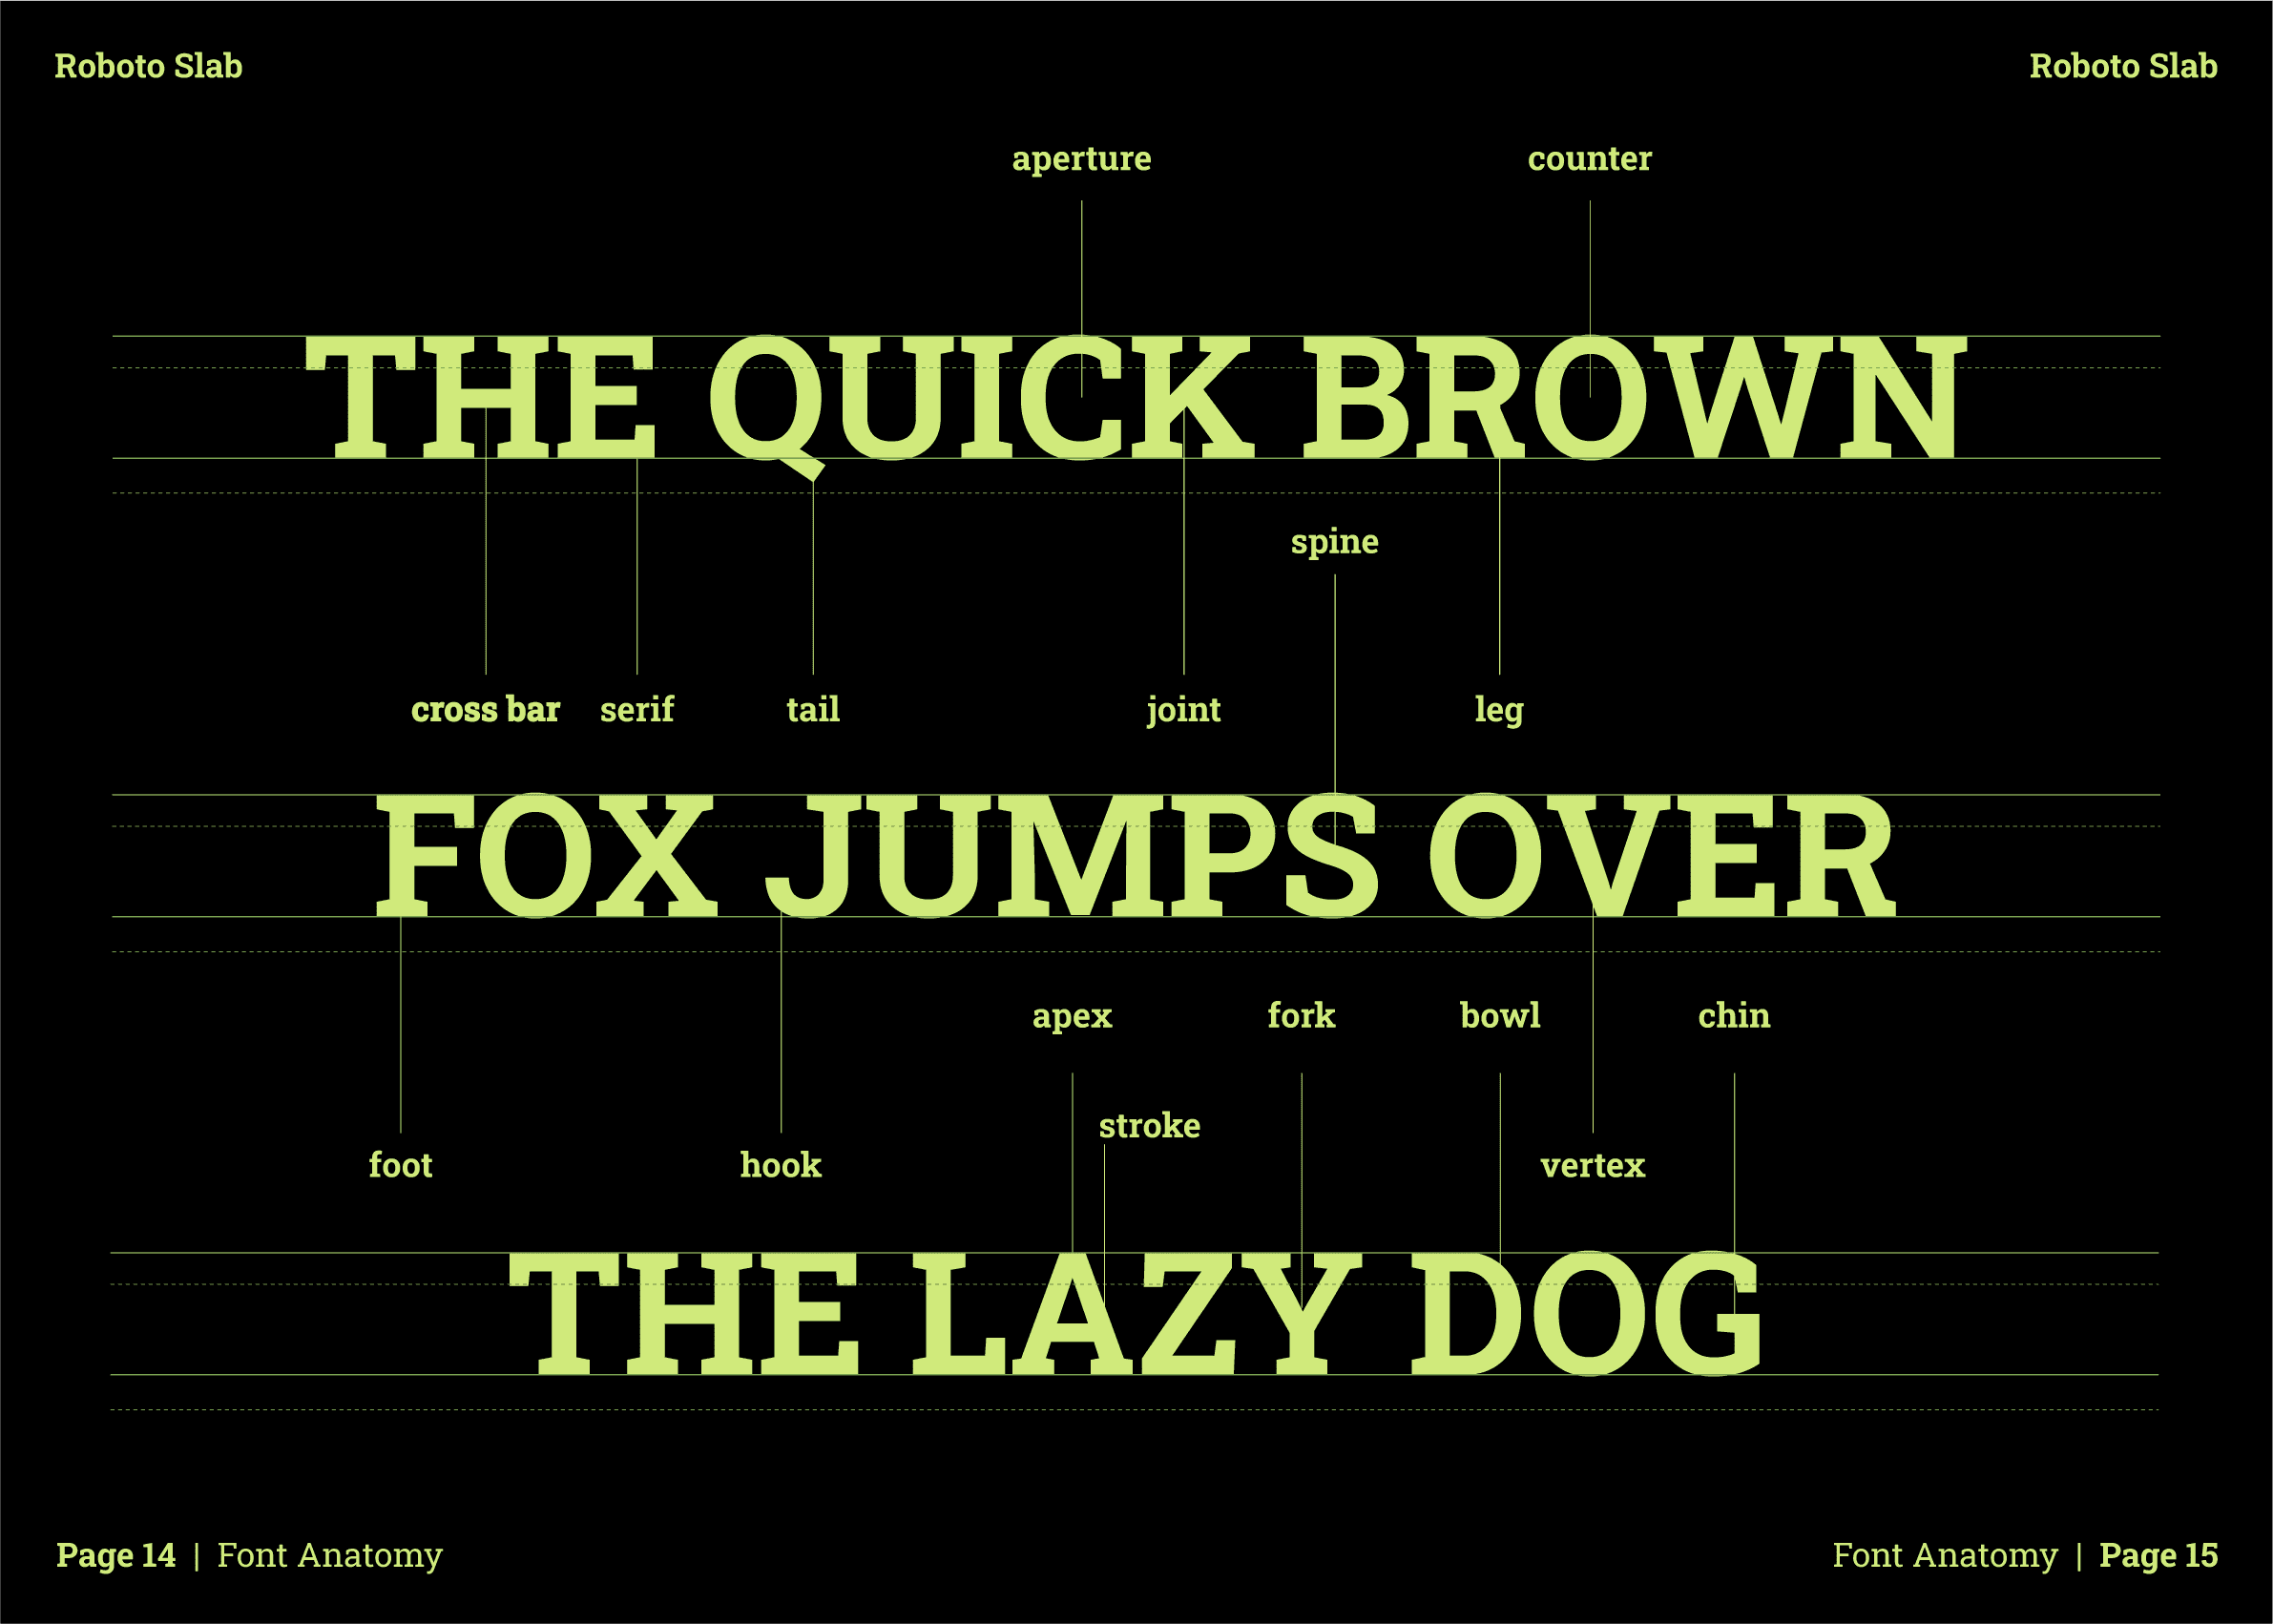 Roboto Slab
Roboto Slab
aperture counter
THE QUICK BROWN
spine
cross bar serif tail joint leg
FOX JUMPS OVER
apex fork bowl chin
stroke
foot hook vertex
THE LAZY DOG
Page 14 | Font Anatomy
Font Anatomy | Page 15